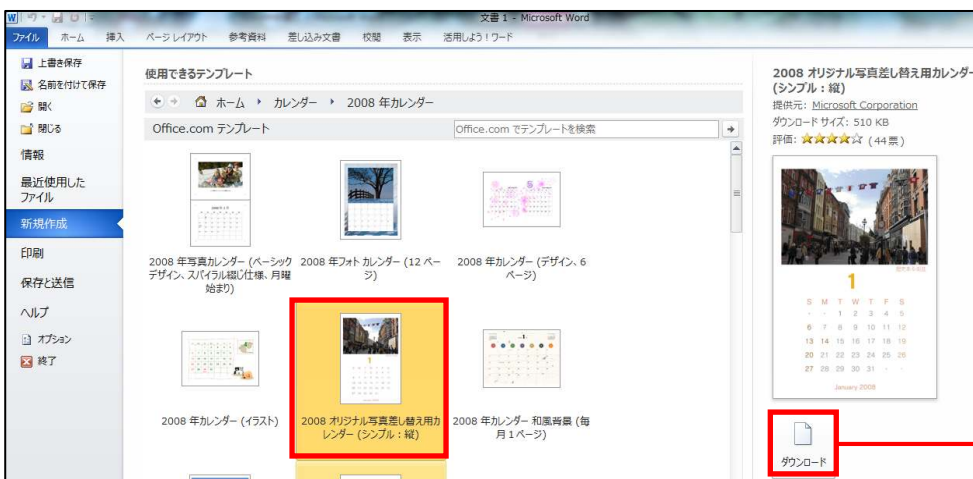 文書 1 - Microsoft Word
ファイル ホーム 挿入 ページ レイアウト 参考資料 差し込み文書 校閲 表示 活用しよう!ワード
上書き保存
名前を付けて保存
開く
閉じる
情報
最近使用した
ファイル
新規作成
印刷
保存と送信
ヘルプ
オプション
終了
使用できるテンプレート
ホーム カレンダー 2008 年カレンダー
Office.com テンプレート
Office.com でテンプレートを検索
2008 年写真カレンダー (ベーシック
デザイン、スパイラル綴じ仕様、月曜
始まり)
2008 年フォト カレンダー (12 ペー
ジ)
2008 年カレンダー (デザイン、6
ページ)
2008 年カレンダー (イラスト)
2008 オリジナル写真差し替え用カ
レンダー (シンプル:縦)
2008 年カレンダー 和風背景 (毎
月 1 ページ)
2008 オリジナル写真差し替え用カレンダー
(シンプル:縦)
提供元: Microsoft Corporation
ダウンロード サイズ: 510 KB
評価: (44 票)
1
S M T W T F S
- - 1 2 3 4 5
6 7 8 9 10 11 12
13 14 15 16 17 18 19
20 21 22 23 24 25 26
27 28 29 30 31 - -
January 2008
ダウンロード